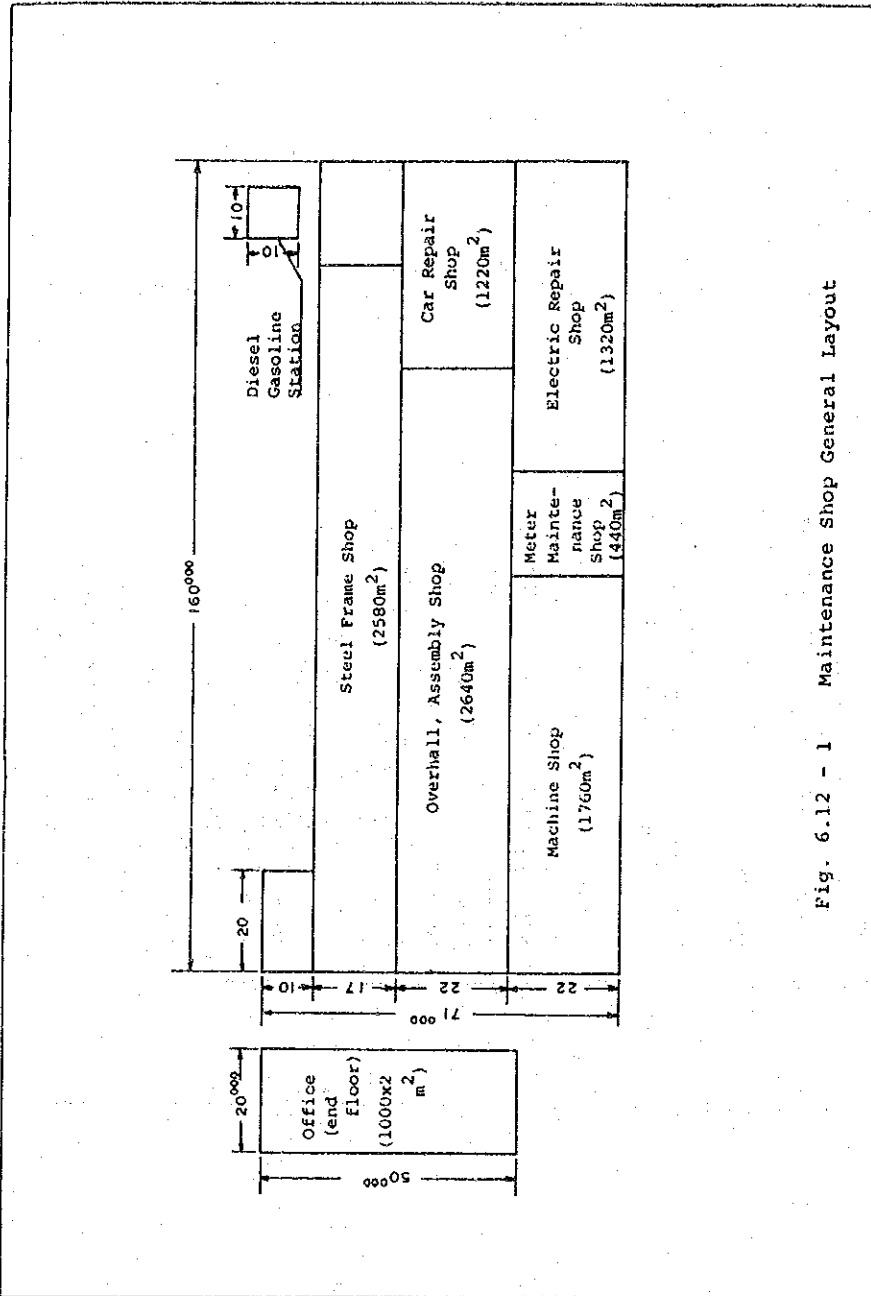 160000
10
10
Diesel
Gasoline
Station
20
10
17
22
22
71000
Steel Frame Shop
(2580m2)
Overhall, Assembly Shop
(2640m2)
Car Repair
Shop
(1220m2)
Machine Shop
(1760m2)
Meter
Mainte-
nance
Shop
(440m2)
Electric Repair
Shop
(1320m2)
20000
50000
Office
(end
floor)
(1000x2
m2)
Fig. 6.12 - 1 Maintenance Shop General Layout